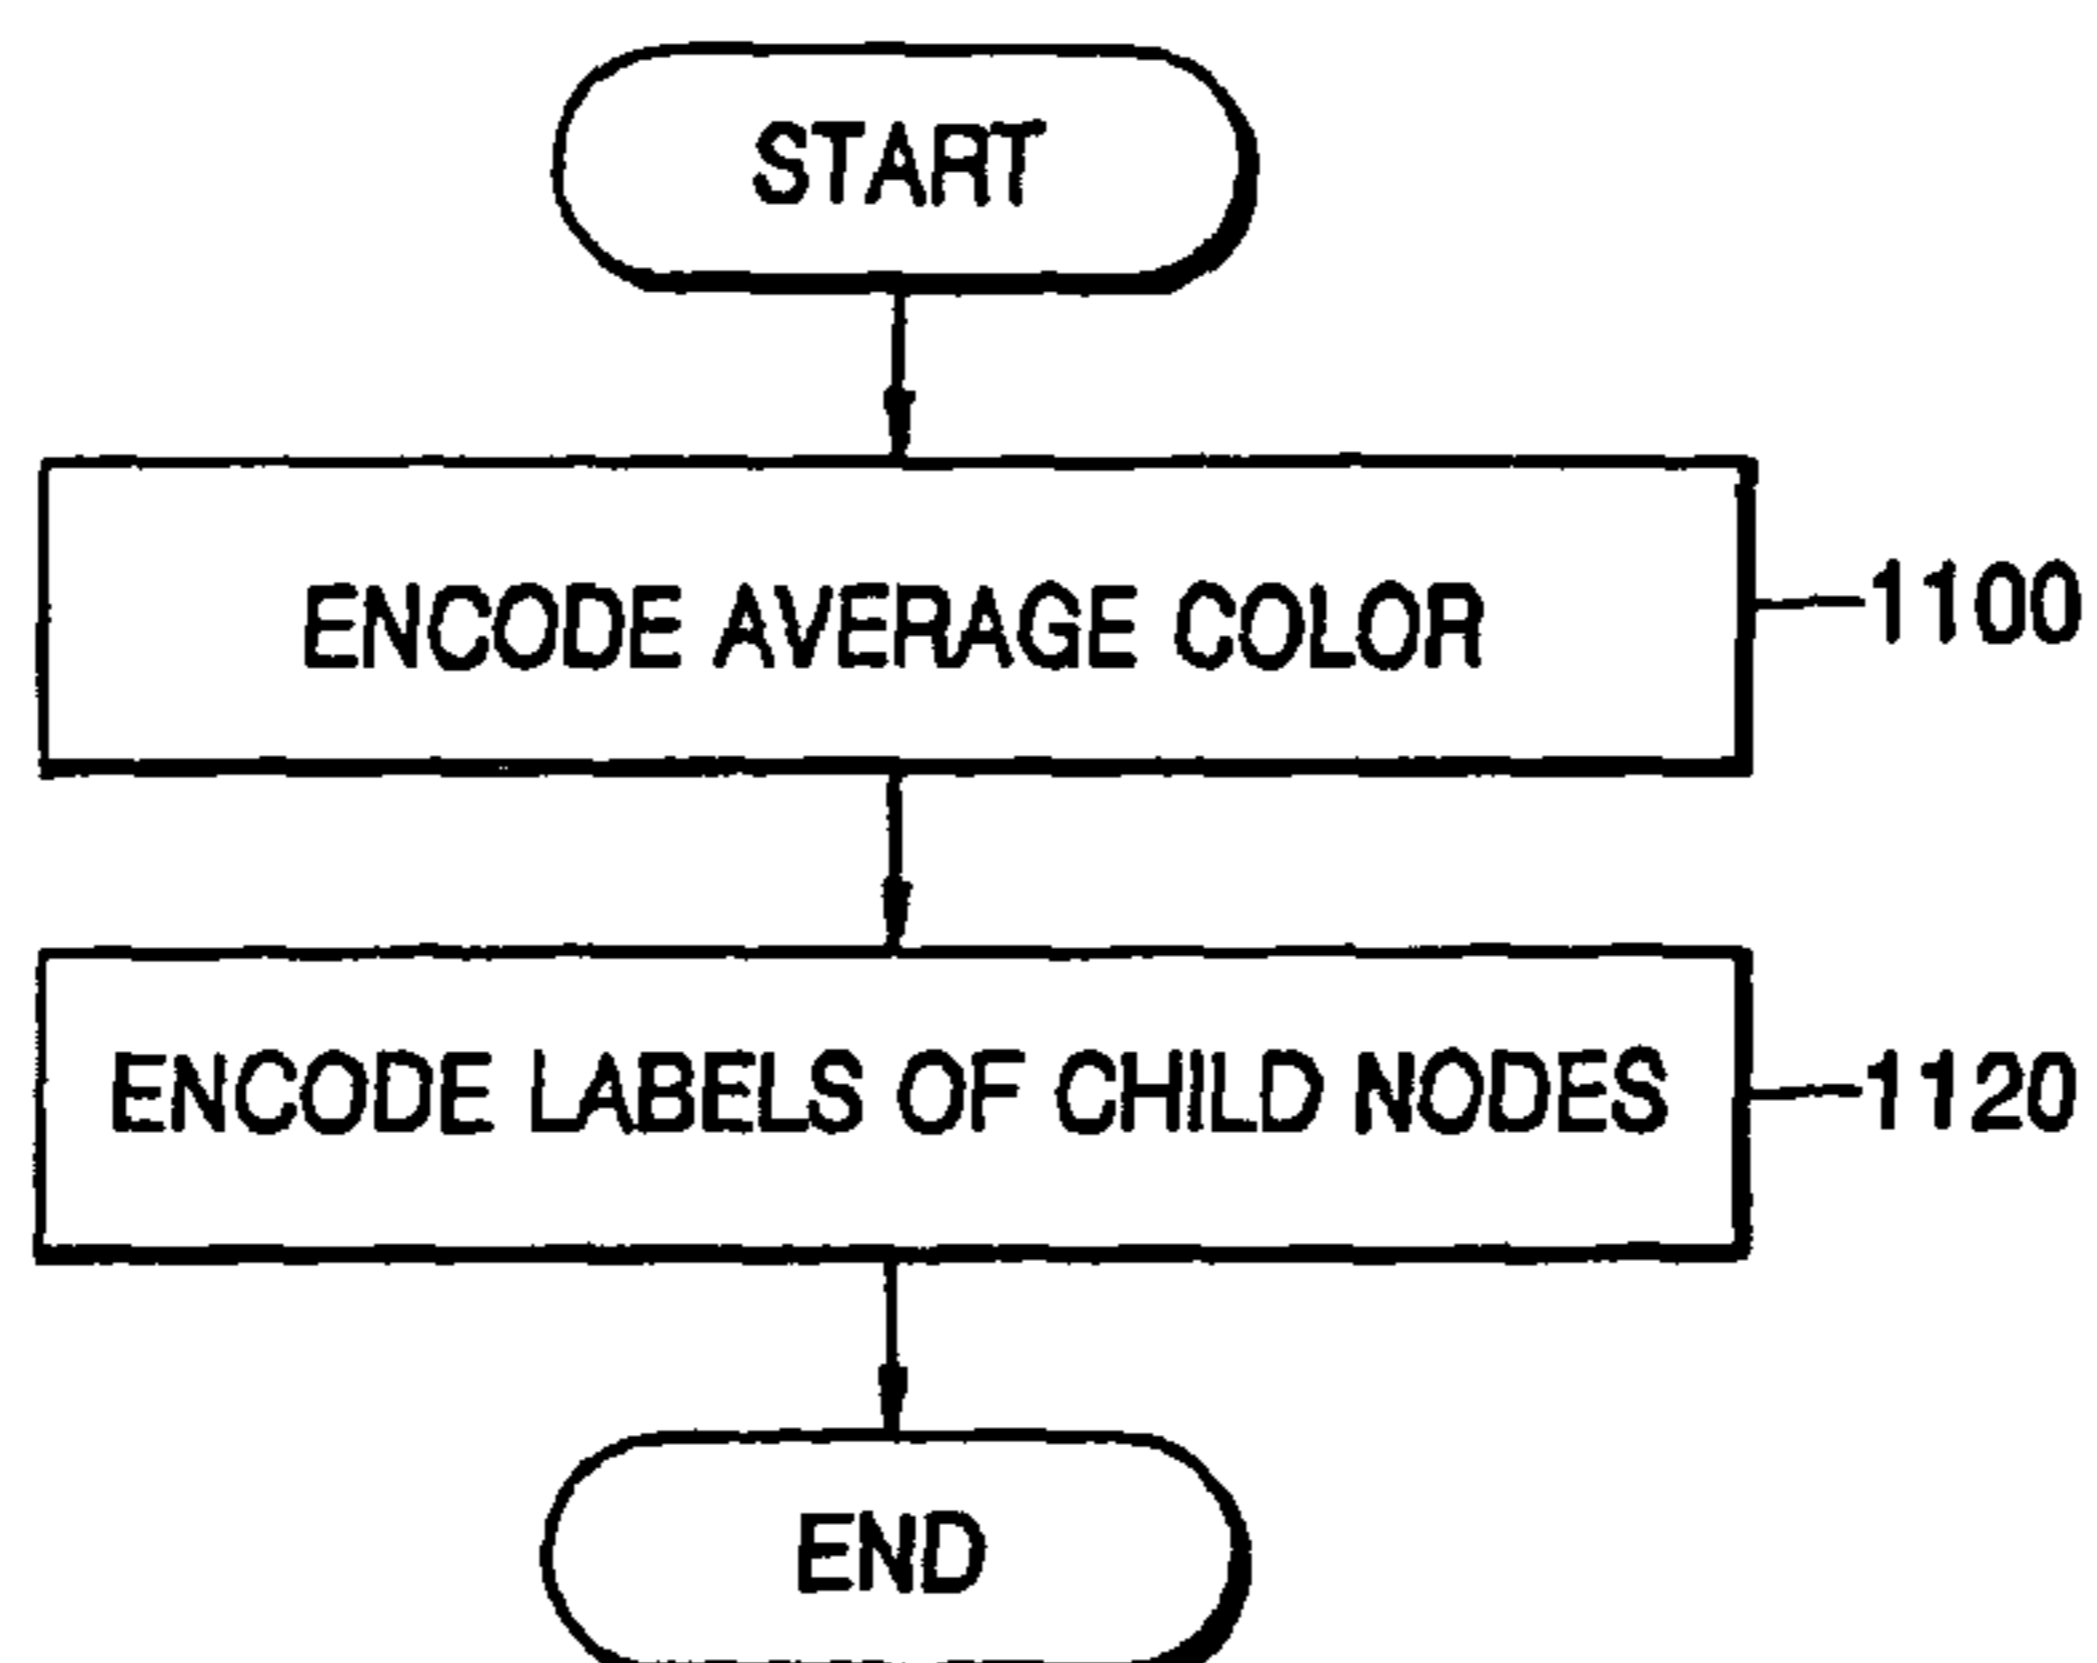 START
ENCODE AVERAGE COLOR
1100
ENCODE LABELS OF CHILD NODES
1120
END